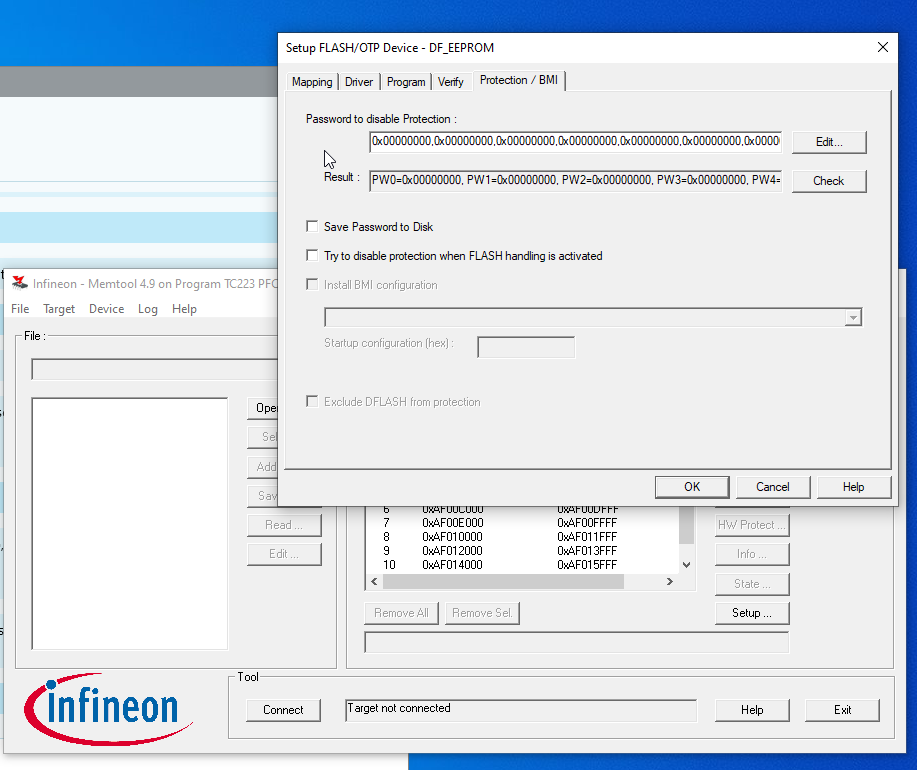 Setup FLASH/OTP Device - DF_EEPROM
Mapping Driver Program Verify Protection / BMI
Password to disable Protection :
0x00000000,0x00000000,0x00000000,0x00000000,0x00000000,0x00000000,0x0000
Edit...
Result :
PW0=0x00000000, PW1=0x00000000, PW2=0x00000000, PW3=0x00000000, PW4=
Check
Save Password to Disk
Try to disable protection when FLASH handling is activated
Install BMI configuration
Startup configuration (hex) :
Exclude DFLASH from protection
OK Cancel Help
Infineon - Memtool 4.9 on Program TC223 PFC
File Target Device Log Help
File :
Ope
Sel
Add
Sav
Read ...
Edit ...
6 0xAF00C000 0xAF00DFFF
7 0xAF00E000 0xAF00FFFF
8 0xAF010000 0xAF011FFF
9 0xAF012000 0xAF013FFF
10 0xAF014000 0xAF015FFF
HW Protect ...
Info ...
State ...
Setup ...
Remove All Remove Sel.
infineon
Tool
Connect
Target not connected
Help
Exit